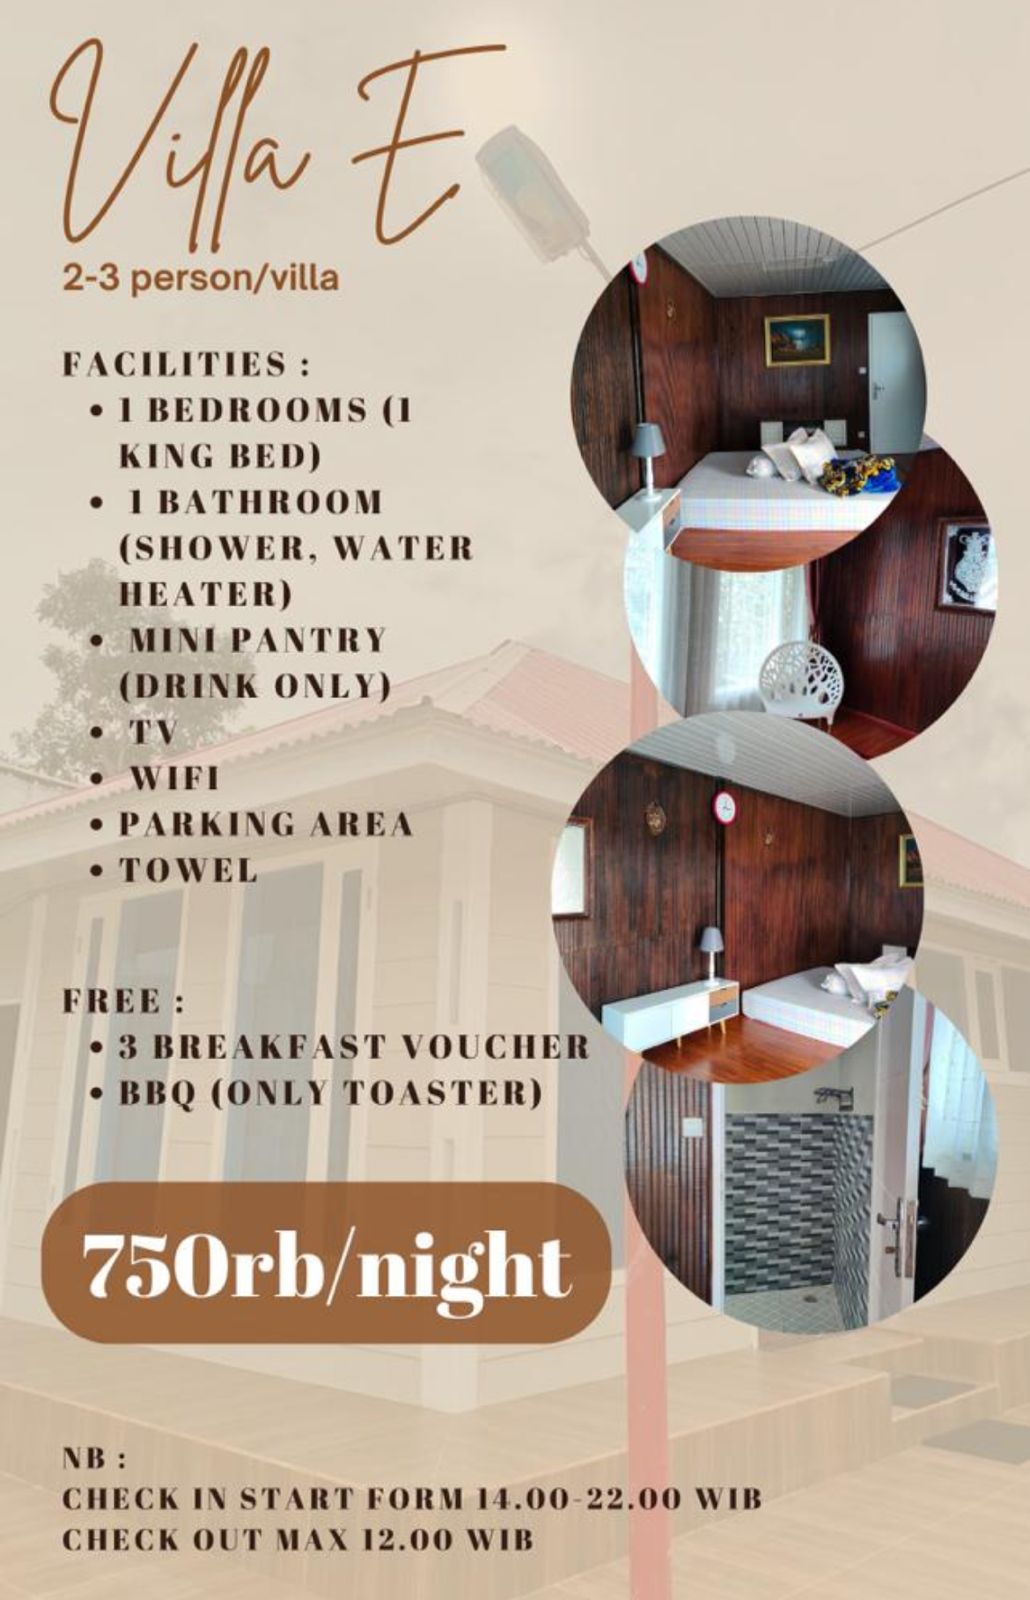 Villa E
2-3 person/villa
FACILITIES :
• 1 BEDROOMS (1
KING BED)
• 1 BATHROOM
(SHOWER, WATER
HEATER)
• MINI PANTRY
(DRINK ONLY)
• TV
• WIFI
• PARKING AREA
• TOWEL
FREE :
• 3 BREAKFAST VOUCHER
• BBQ (ONLY TOASTER)
750rb/night
NB :
CHECK IN START FORM 14.00-22.00 WIB
CHECK OUT MAX 12.00 WIB